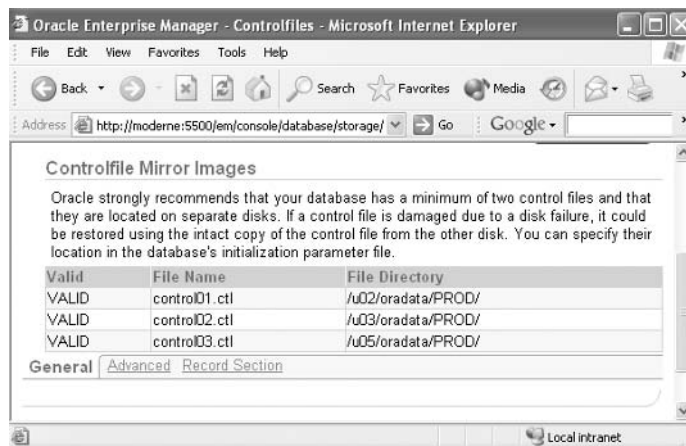 Oracle Enterprise Manager - Controlfiles - Microsoft Internet Explorer
File Edit View Favorites Tools Help
Back Search Favorites Media
Address http://moderne:5500/em/console/database/storage/ Go Google
Controlfile Mirror Images
Oracle strongly recommends that your database has a minimum of two control files and that
they are located on separate disks. If a control file is damaged due to a disk failure, it could
be restored using the intact copy of the control file from the other disk. You can specify their
location in the database's initialization parameter file.
Valid File Name File Directory
VALID control01.ctl /u02/oradata/PROD/
VALID control02.ctl /u03/oradata/PROD/
VALID control03.ctl /u05/oradata/PROD/
General Advanced Record Section
Local intranet